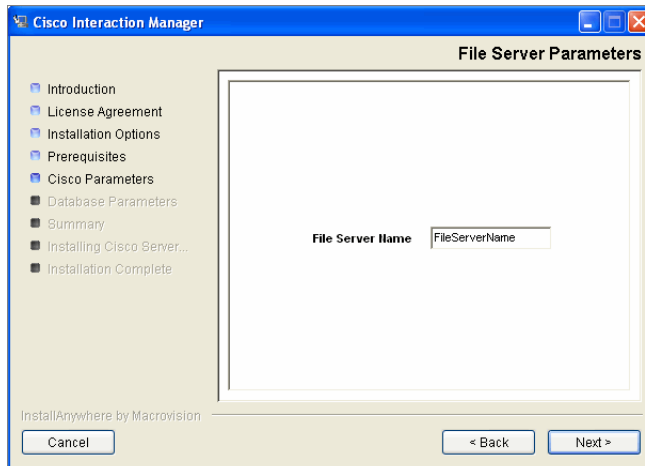 Cisco Interaction Manager
File Server Parameters
Introduction
License Agreement
Installation Options
Prerequisites
Cisco Parameters
Database Parameters
Summary
Installing Cisco Server...
Installation Complete
File Server Name
FileServerName
InstallAnywhere by Macrovision
Cancel
< Back
Next >